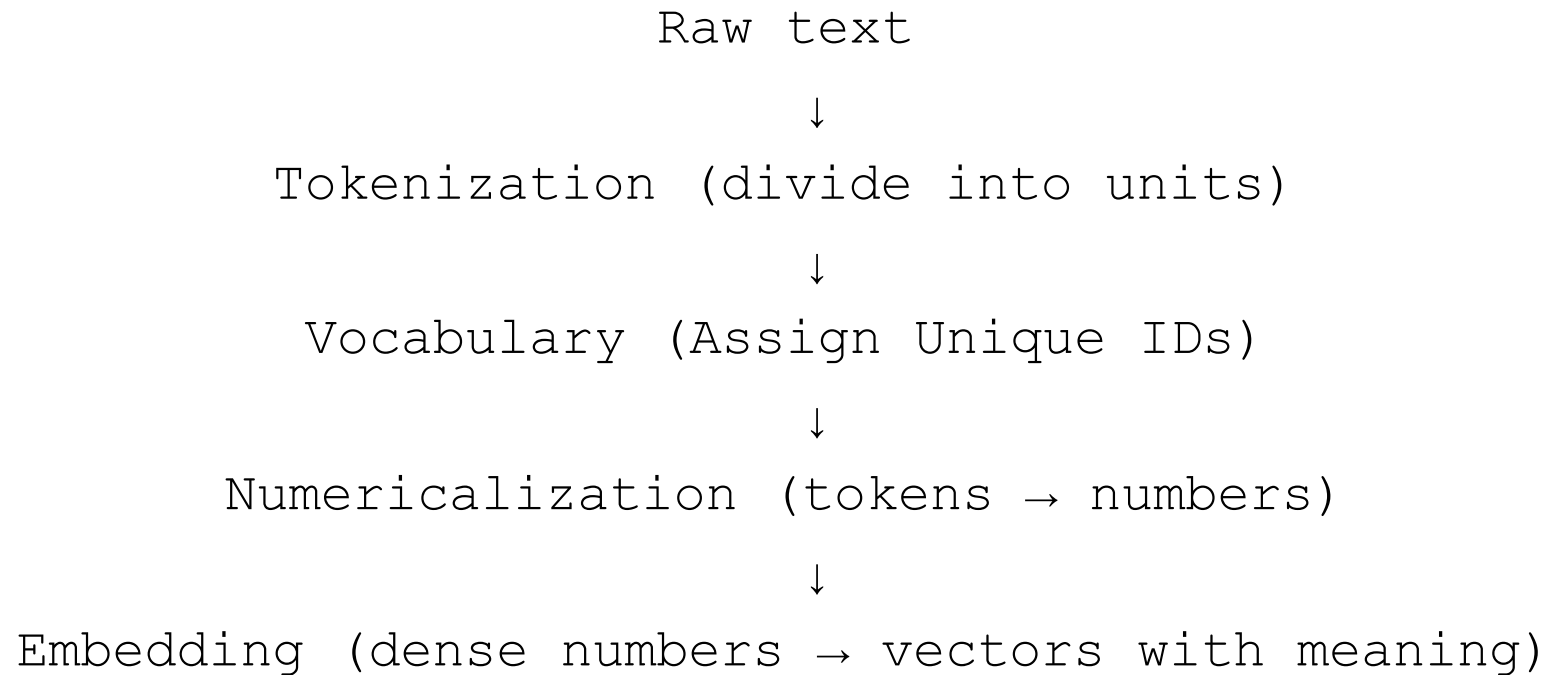 Raw text
↓
Tokenization (divide into units)
↓
Vocabulary (Assign Unique IDs)
↓
Numericalization (tokens → numbers)
↓
Embedding (dense numbers → vectors with meaning)